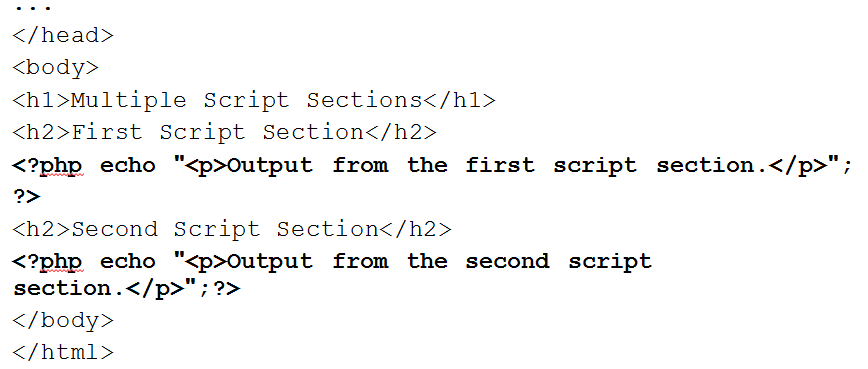 ...
</head>
<body>
<h1>Multiple Script Sections</h1>
<h2>First Script Section</h2>
<?php echo "<p>Output from the first script section.</p>";
?>
<h2>Second Script Section</h2>
<?php echo "<p>Output from the second script
section.</p>";?>
</body>
</html>